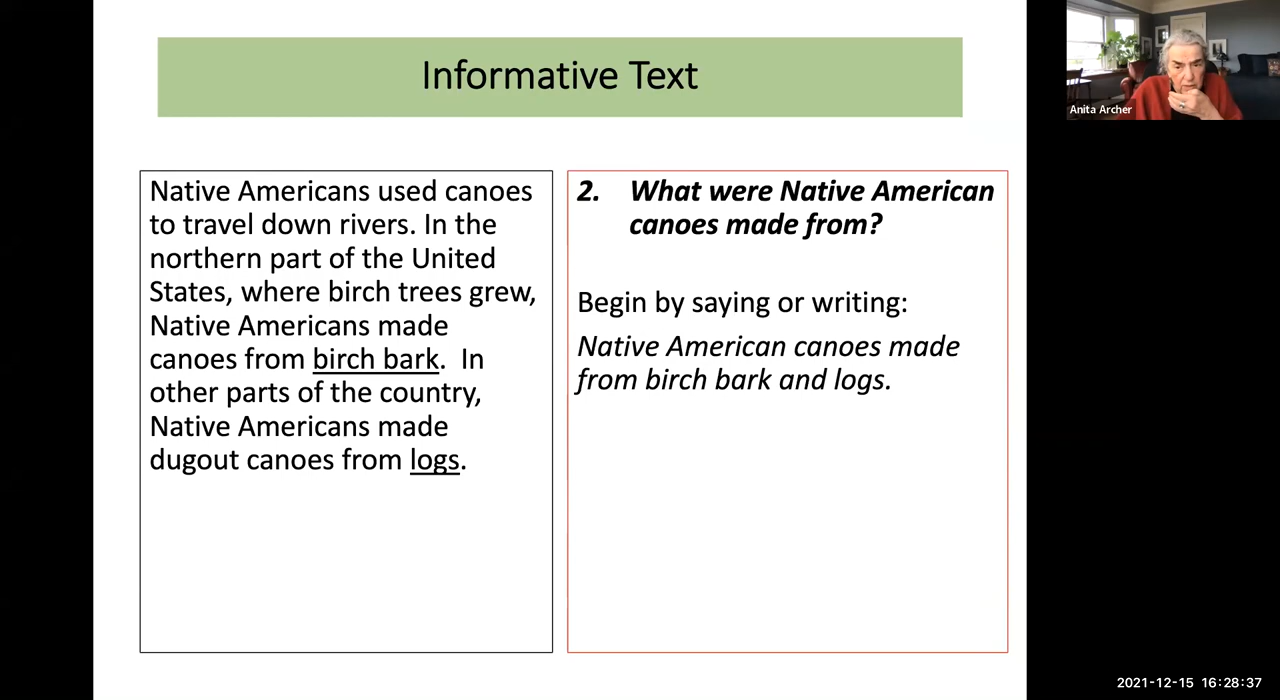 Informative Text
Anita Archer
Native Americans used canoes
to travel down rivers. In the
northern part of the United
States, where birch trees grew,
Native Americans made
canoes from birch bark.  In
other parts of the country,
Native Americans made
dugout canoes from logs.
2. What were Native American
canoes made from?
Begin by saying or writing:
Native American canoes made
from birch bark and logs.
2021-12-15 16:28:37